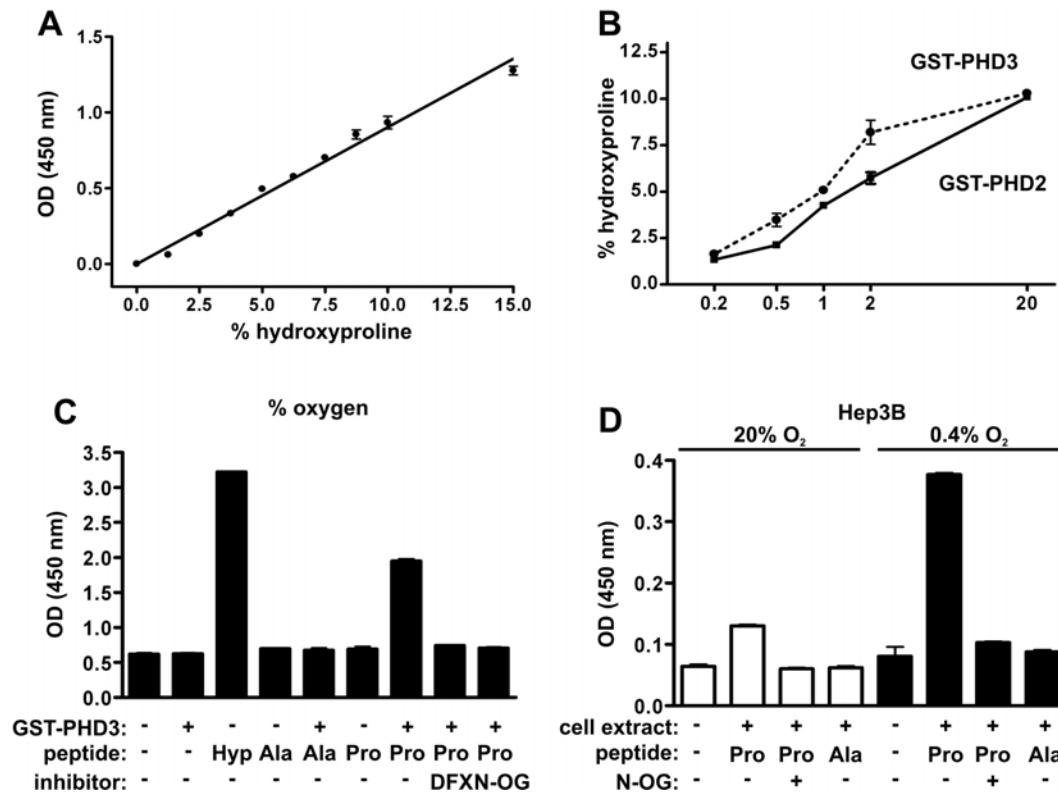 A
1.5
1.0
0.5
0.0
OD (450 nm)
0.0 2.5 5.0 7.5 10.0 12.5 15.0
% hydroxyproline
B
12.5
10.0
7.5
5.0
2.5
0.0
% hydroxyproline
GST-PHD3
GST-PHD2
0.2 0.5 1 2 20
C
% oxygen
3.5
3.0
2.5
2.0
1.5
1.0
0.5
0.0
OD (450 nm)
GST-PHD3: - + - - + - + + +
peptide: - - Hyp Ala Ala Pro Pro Pro Pro
inhibitor: - - - - - - - DFXN-OG
D
Hep3B
20% O₂ 0.4% O₂
0.4
0.3
0.2
0.1
0.0
OD (450 nm)
cell extract: - + + + - + + +
peptide: - Pro Pro Ala - Pro Pro Ala
N-OG: - - + - - - + -